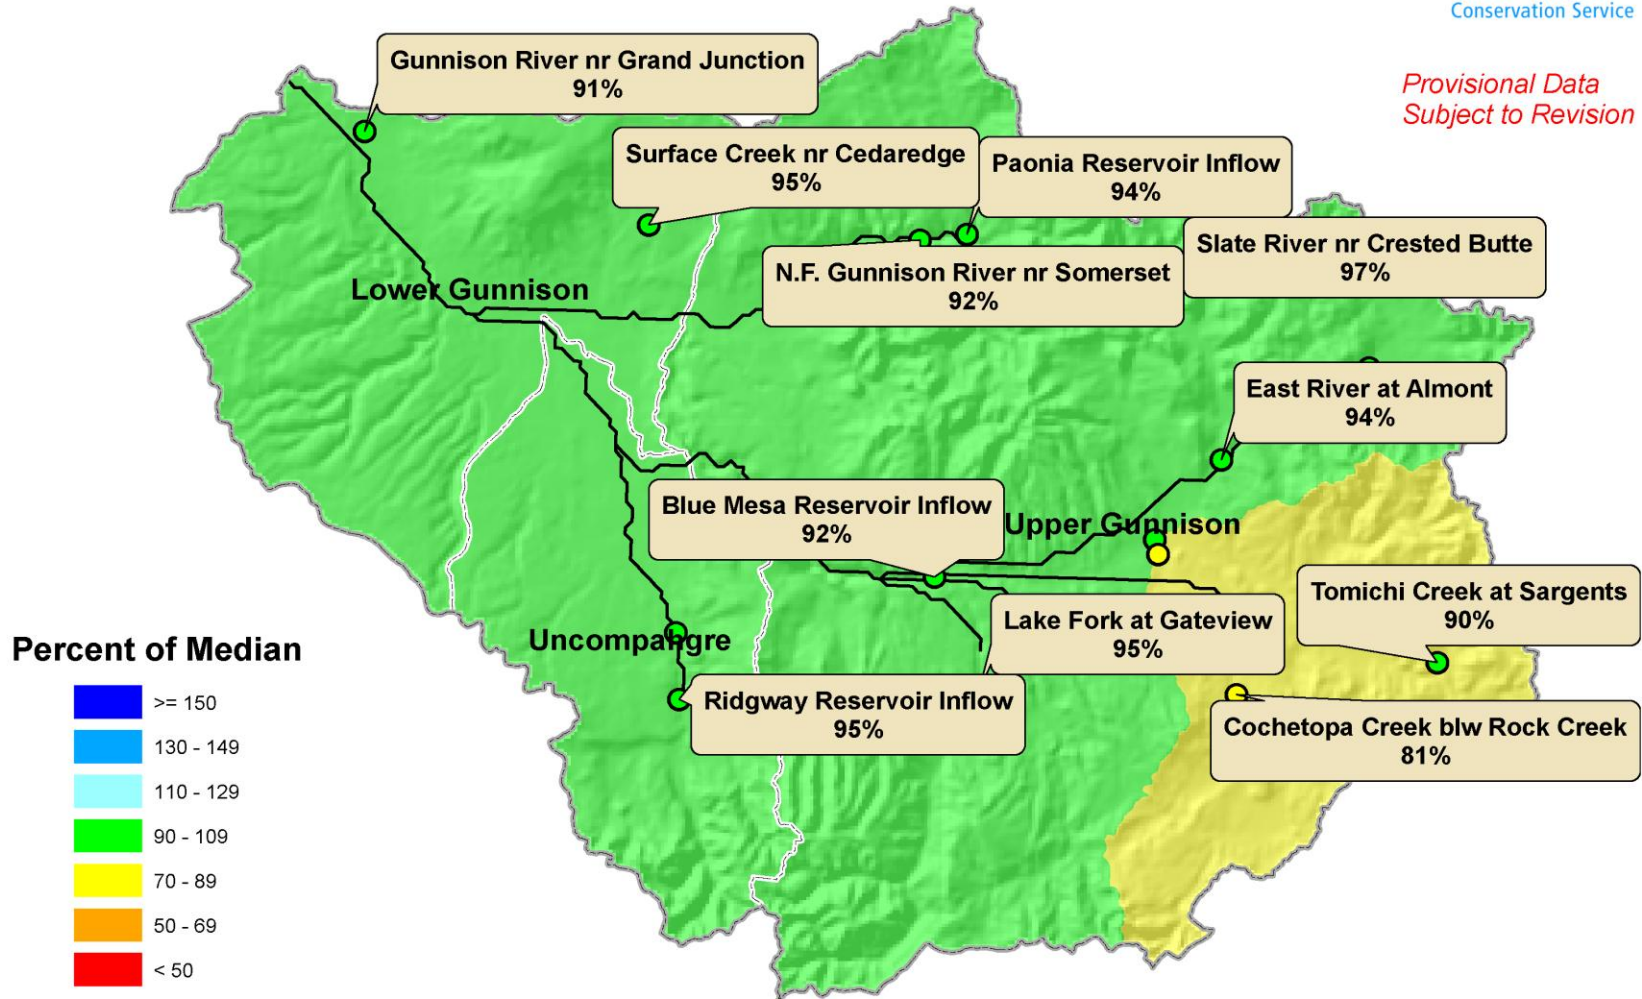 Conservation Service
Provisional Data
Subject to Revision
Gunnison River nr Grand Junction
91%
Surface Creek nr Cedaredge
95%
Paonia Reservoir Inflow
94%
Slate River nr Crested Butte
97%
N.F. Gunnison River nr Somerset
92%
Lower Gunnison
East River at Almont
94%
Blue Mesa Reservoir Inflow
92%
Upper Gunnison
Lake Fork at Gateview
95%
Tomichi Creek at Sargents
90%
Uncompahgre
Ridgway Reservoir Inflow
95%
Cochetopa Creek blw Rock Creek
81%
Percent of Median
>= 150
130 - 149
110 - 129
90 - 109
70 - 89
50 - 69
< 50